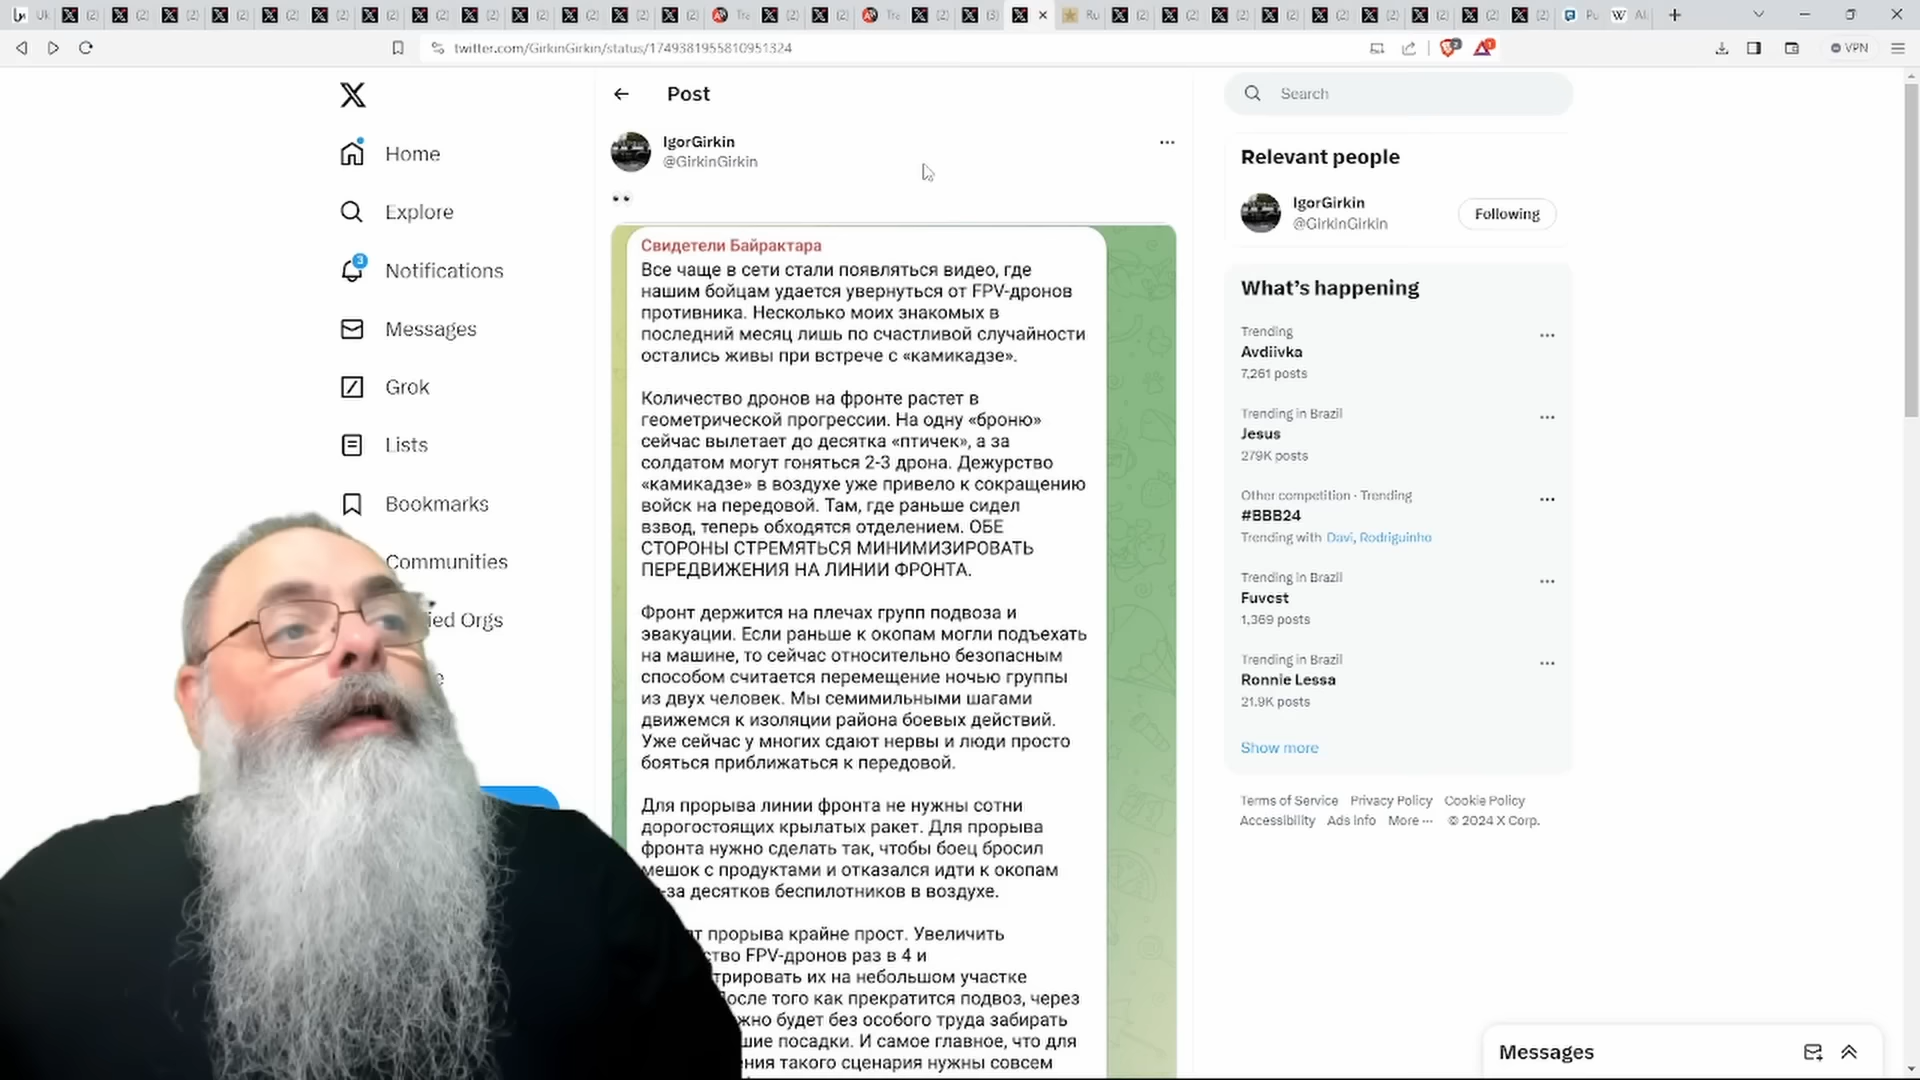 twitter.com/GirkinGirkin/status/1749381955810951324
VPN
Home
Explore
3
Notifications
Messages
Grok
Lists
Bookmarks
Communities
ied Orgs
Post
IgorGirkin
@GirkinGirkin
Свидетели Байрактара
Все чаще в сети стали появляться видео, где
нашим бойцам удается увернуться от FPV-дронов
противника. Несколько моих знакомых в
последний месяц лишь по счастливой случайности
остались живы при встрече с «камикадзе».
Количество дронов на фронте растет в
геометрической прогрессии. На одну «броню»
сейчас вылетает до десятка «птичек», а за
солдатом могут гоняться 2-3 дрона. Дежурство
«камикадзе» в воздухе уже привело к сокращению
войск на передовой. Там, где раньше сидел
взвод, теперь обходятся отделением. ОБЕ
СТОРОНЫ СТРЕМЯТЬСЯ МИНИМИЗИРОВАТЬ
ПЕРЕДВИЖЕНИЯ НА ЛИНИИ ФРОНТА.
Фронт держится на плечах групп подвоза и
эвакуации. Если раньше к окопам могли подъехать
на машине, то сейчас относительно безопасным
способом считается перемещение ночью группы
из двух человек. Мы семимильными шагами
движемся к изоляции района боевых действий.
Уже сейчас у многих сдают нервы и люди просто
бояться приближаться к передовой.
Для прорыва линии фронта не нужны сотни
дорогостоящих крылатых ракет. Для прорыва
фронта нужно сделать так, чтобы боец бросил
мешок с продуктами и отказался идти к окопам
-за десятков беспилотников в воздухе.
прорыва крайне прост. Увеличить
ство FPV-дронов раз в 4 и
трировать их на небольшом участке
После того как прекратится подвоз, через
жно будет без особого труда забирать
шие посадки. И самое главное, что для
ения такого сценария нужны совсем
Search
Relevant people
IgorGirkin
@GirkinGirkin
Following
What's happening
Trending
Avdiivka
7,261 posts
Trending in Brazil
Jesus
279K posts
Other competition · Trending
#BBB24
Trending with Davi, Rodriguinho
Trending in Brazil
Fuvest
1,369 posts
Trending in Brazil
Ronnie Lessa
21.9K posts
Show more
Terms of Service Privacy Policy Cookie Policy
Accessibility Ads info More ··· © 2024 X Corp.
Messages